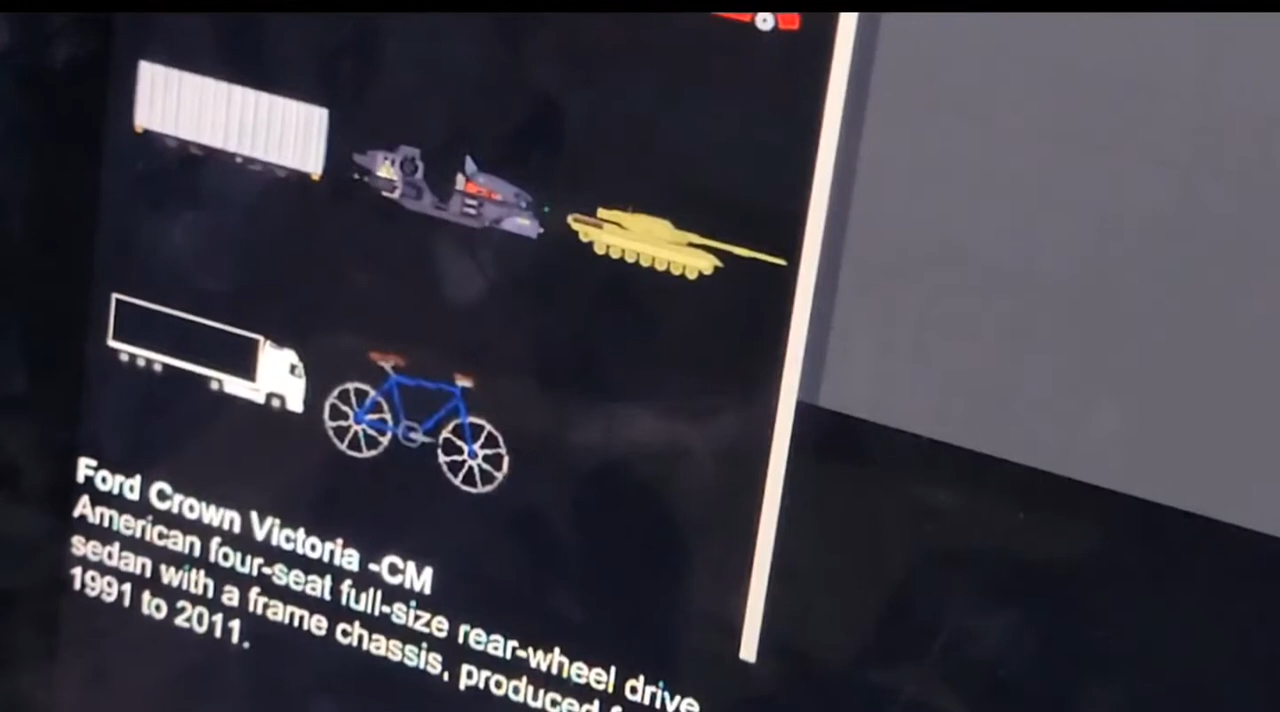 Ford Crown Victoria -CM
American four-seat full-size rear-wheel drive
sedan with a frame chassis, produced
1991 to 2011.